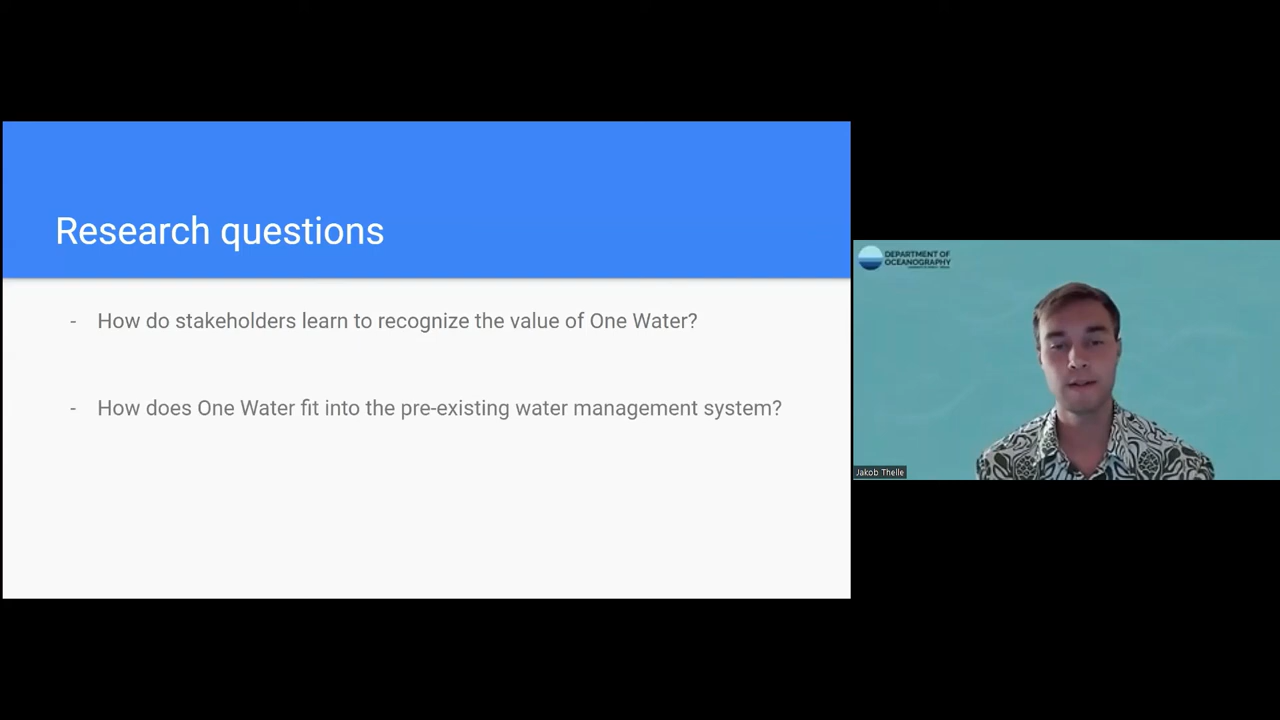 Research questions
- How do stakeholders learn to recognize the value of One Water?
- How does One Water fit into the pre-existing water management system?
DEPARTMENT OF
OCEANOGRAPHY
Jakob Thelle